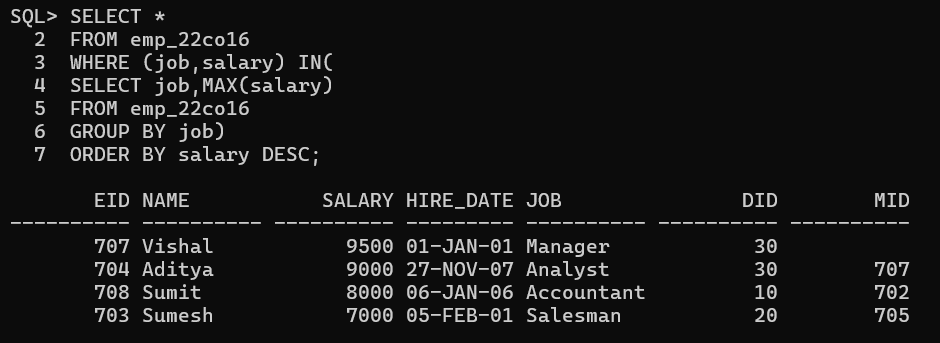 SQL> SELECT *
  2  FROM emp_22co16
  3  WHERE (job,salary) IN(
  4  SELECT job,MAX(salary)
  5  FROM emp_22co16
  6  GROUP BY job)
  7  ORDER BY salary DESC;

       EID NAME           SALARY HIRE_DATE JOB               DID        MID
---------- ---------- ---------- --------- ---------- ---------- ----------
       707 Vishal           9500 01-JAN-01 Manager            30
       704 Aditya           9000 27-NOV-07 Analyst            30        707
       708 Sumit            8000 06-JAN-06 Accountant         10        702
       703 Sumesh           7000 05-FEB-01 Salesman           20        705